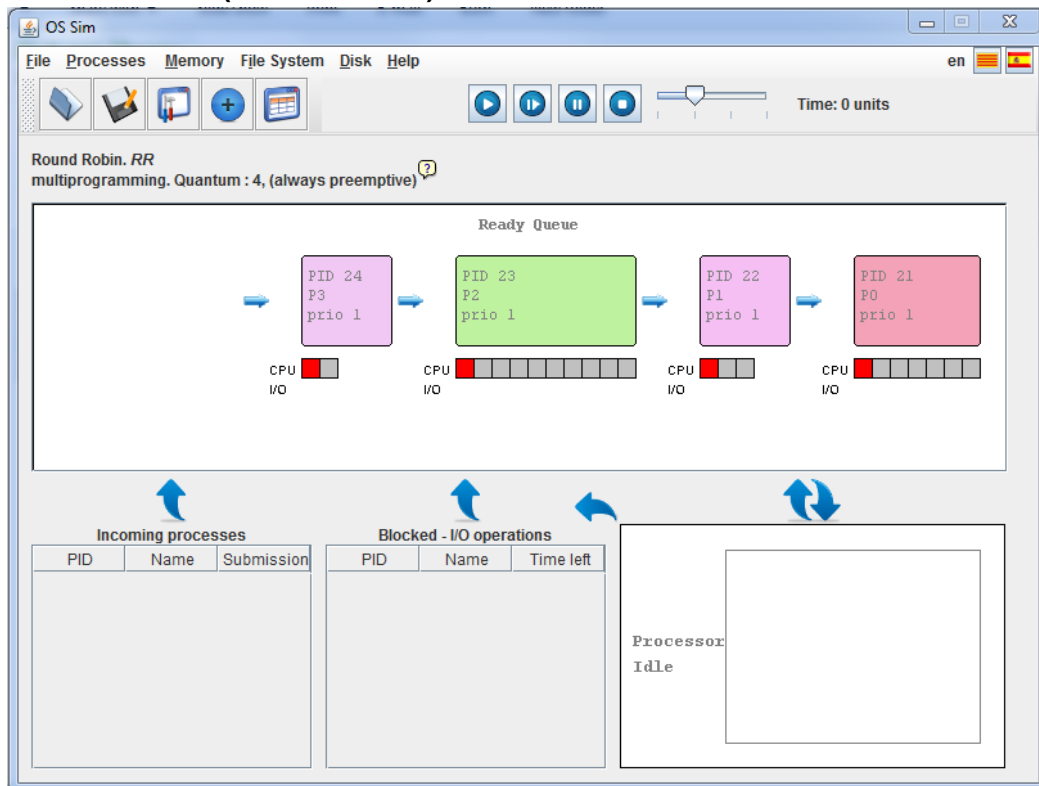 OS Sim
File Processes Memory File System Disk Help en
Time: 0 units
Round Robin. RR
multiprogramming. Quantum : 4, (always preemptive) ?
Ready Queue
PID 24
P3
prio 1
CPU
I/O
PID 23
P2
prio 1
CPU
I/O
PID 22
P1
prio 1
CPU
I/O
PID 21
P0
prio 1
CPU
I/O
Incoming processes
PID Name Submission
Blocked - I/O operations
PID Name Time left
Processor
Idle